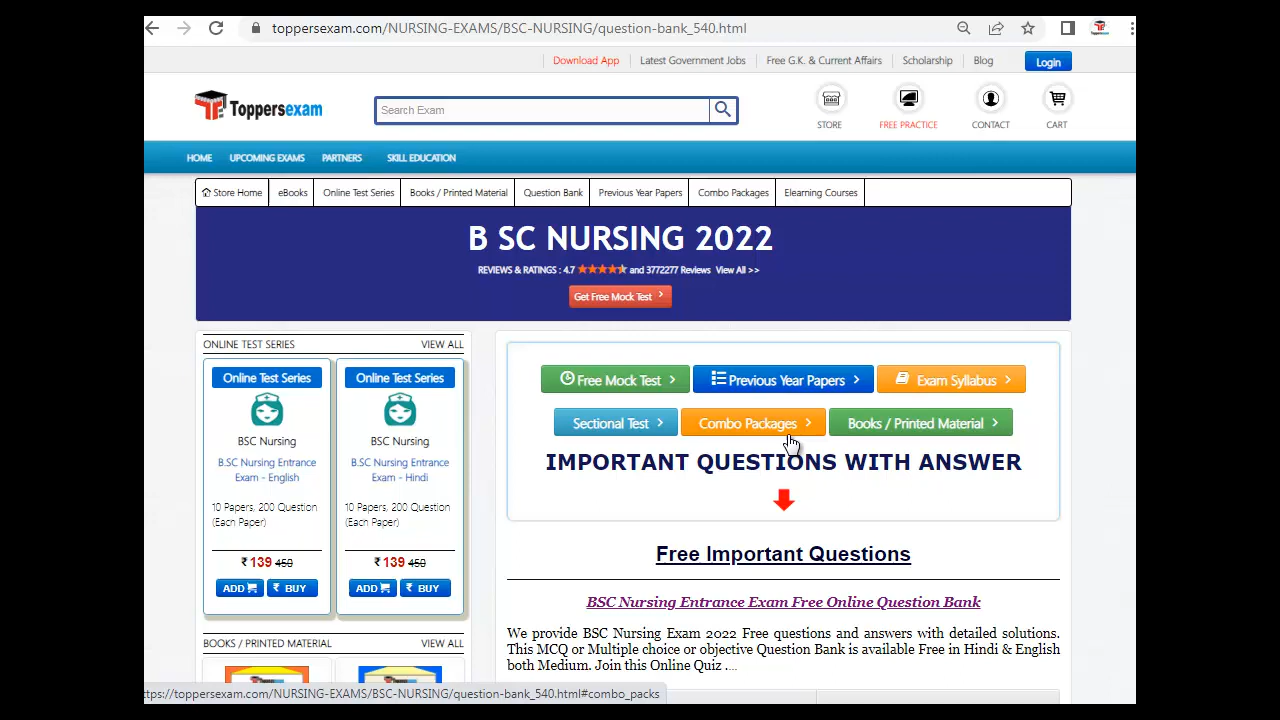 toppersexam.com/NURSING-EXAMS/BSC-NURSING/question-bank_540.html
Download App Latest Government Jobs Free G.K. & Current Affairs Scholarship Blog Login
Toppersexam
Search Exam
STORE FREE PRACTICE CONTACT CART
HOME UPCOMING EXAMS PARTNERS SKILL EDUCATION
Store Home eBooks Online Test Series Books / Printed Material Question Bank Previous Year Papers Combo Packages Elearning Courses
B SC NURSING 2022
REVIEWS & RATINGS : 4.7 and 3772277 Reviews View All >>
Get Free Mock Test
ONLINE TEST SERIES VIEW ALL
Online Test Series
BSC Nursing
B.SC Nursing Entrance
Exam - English
10 Papers, 200 Question
(Each Paper)
₹ 139 450
ADD ₹ BUY
Online Test Series
BSC Nursing
B.SC Nursing Entrance
Exam - Hindi
10 Papers, 200 Question
(Each Paper)
₹ 139 450
ADD ₹ BUY
BOOKS / PRINTED MATERIAL VIEW ALL
Free Mock Test Previous Year Papers Exam Syllabus
Sectional Test Combo Packages Books / Printed Material
IMPORTANT QUESTIONS WITH ANSWER
Free Important Questions
BSC Nursing Entrance Exam Free Online Question Bank
We provide BSC Nursing Exam 2022 Free questions and answers with detailed solutions.
This MCQ or Multiple choice or objective Question Bank is available Free in Hindi & English
both Medium. Join this Online Quiz ....
ttps://toppersexam.com/NURSING-EXAMS/BSC-NURSING/question-bank_540.html#combo_packs